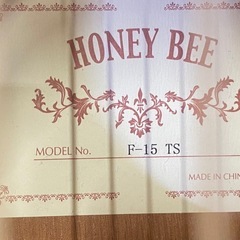 HONEY BEE
MODEL No. F-15 TS
MADE IN CHIN